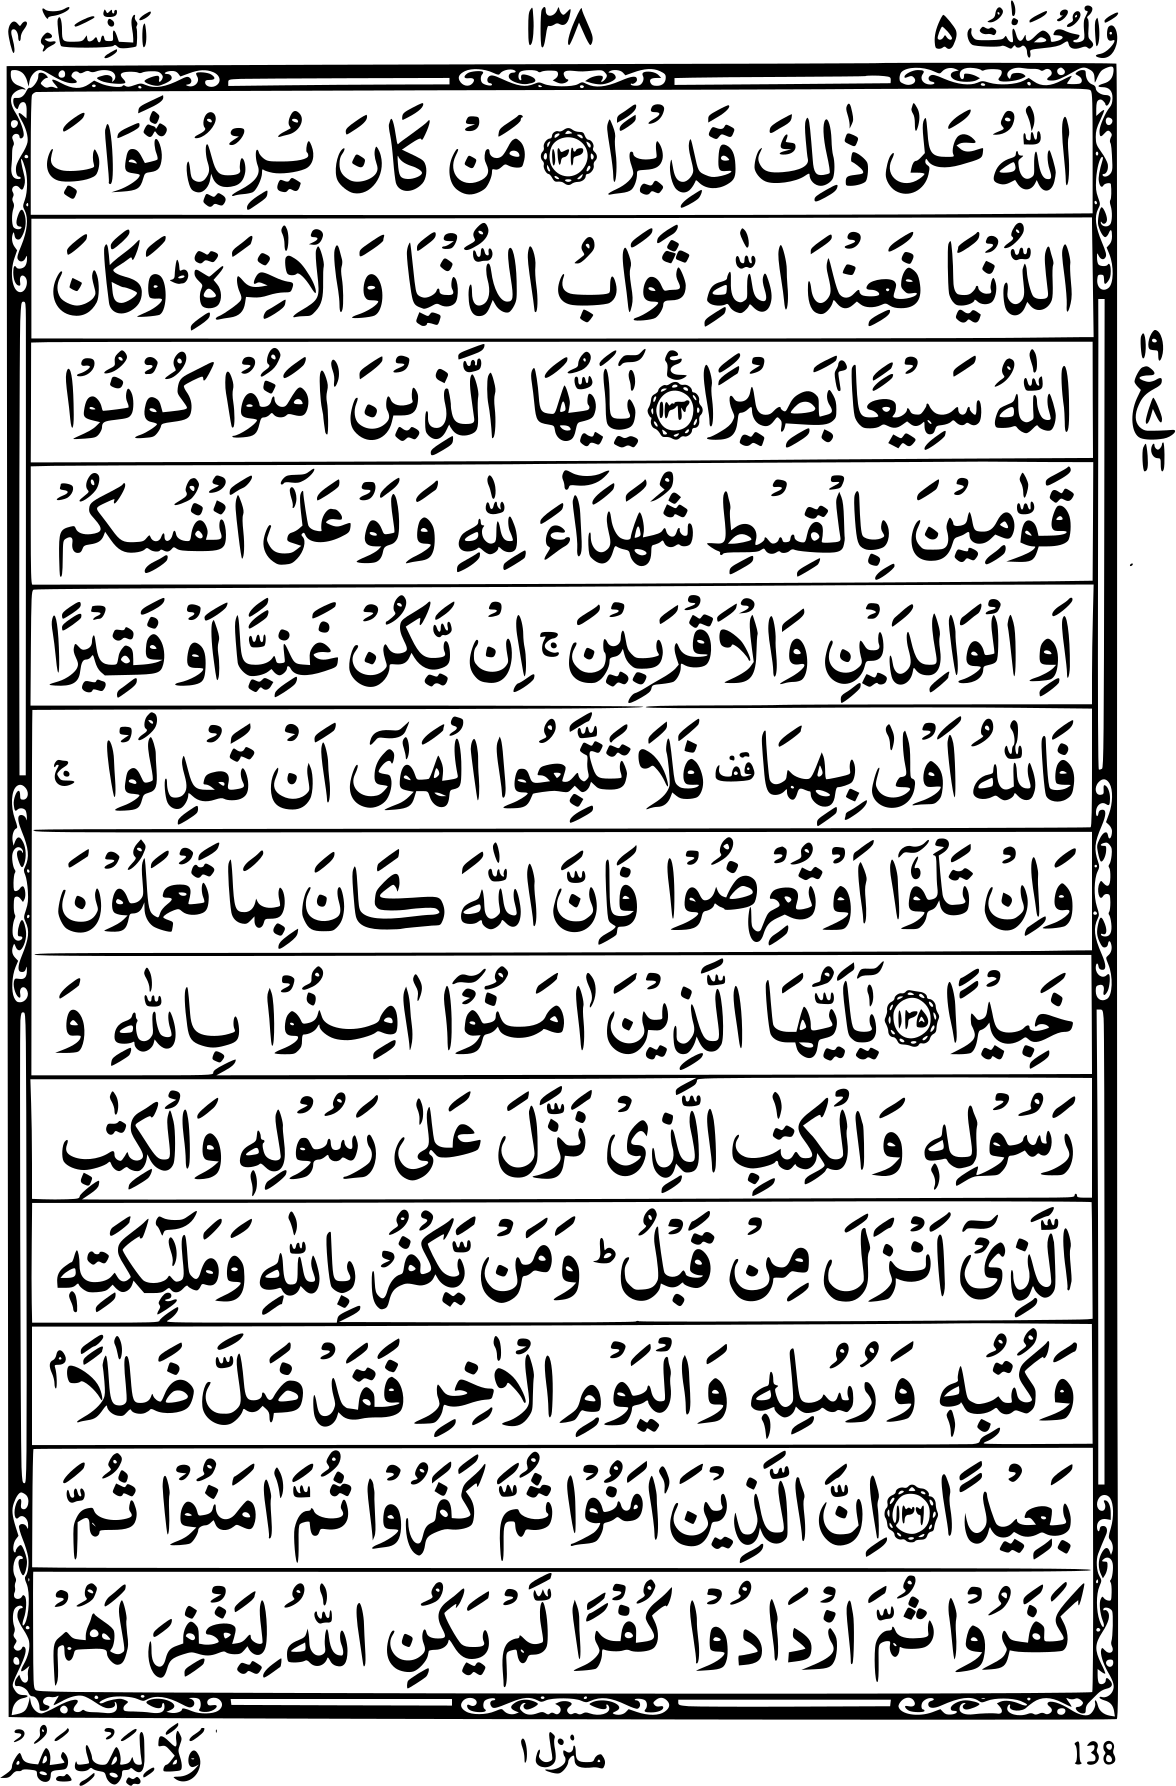 وَالْمُحْصَنٰتُ ۵ ۱۳۸ اَلنِّسَآء ۴
اللّٰهُ عَلٰى ذٰلِكَ قَدِيْرًا ۝۱۳۳ مَنْ كَانَ يُرِيْدُ ثَوَابَ
الدُّنْيَا فَعِنْدَ اللّٰهِ ثَوَابُ الدُّنْيَا وَالْاٰخِرَةِ ؕ وَكَانَ
اللّٰهُ سَمِيْعًۢا بَصِيْرًا ۝۱۳۴ ع يٰۤاَيُّهَا الَّذِيْنَ اٰمَنُوْا كُوْنُوْا
۱۹
ع ۸
۱۶
قَوّٰمِيْنَ بِالْقِسْطِ شُهَدَآءَ لِلّٰهِ وَلَوْ عَلٰۤى اَنْفُسِكُمْ
اَوِ الْوَالِدَيْنِ وَالْاَقْرَبِيْنَ ۚ اِنْ يَّكُنْ غَنِيًّا اَوْ فَقِيْرًا
فَاللّٰهُ اَوْلٰى بِهِمَا قف فَلَا تَتَّبِعُوا الْهَوٰۤى اَنْ تَعْدِلُوْا ۚ
وَاِنْ تَلْوٗۤا اَوْ تُعْرِضُوْا فَاِنَّ اللّٰهَ كَانَ بِمَا تَعْمَلُوْنَ
خَبِيْرًا ۝۱۳۵ يٰۤاَيُّهَا الَّذِيْنَ اٰمَنُوْۤا اٰمِنُوْا بِاللّٰهِ وَ
رَسُوْلِهٖ وَالْكِتٰبِ الَّذِىْ نَزَّلَ عَلٰى رَسُوْلِهٖ وَالْكِتٰبِ
الَّذِىْۤ اَنْزَلَ مِنْ قَبْلُ ؕ وَمَنْ يَّكْفُرْ بِاللّٰهِ وَمَلٰٓئِكَتِهٖ
وَكُتُبِهٖ وَرُسُلِهٖ وَالْيَوْمِ الْاٰخِرِ فَقَدْ ضَلَّ ضَلٰلًاۢ
بَعِيْدًا ۝۱۳۶ اِنَّ الَّذِيْنَ اٰمَنُوْا ثُمَّ كَفَرُوْا ثُمَّ اٰمَنُوْا ثُمَّ
كَفَرُوْا ثُمَّ ازْدَادُوْا كُفْرًا لَّمْ يَكُنِ اللّٰهُ لِيَغْفِرَ لَهُمْ
138 منزل ۱ وَلَا لِيَهْدِيَهُمْ